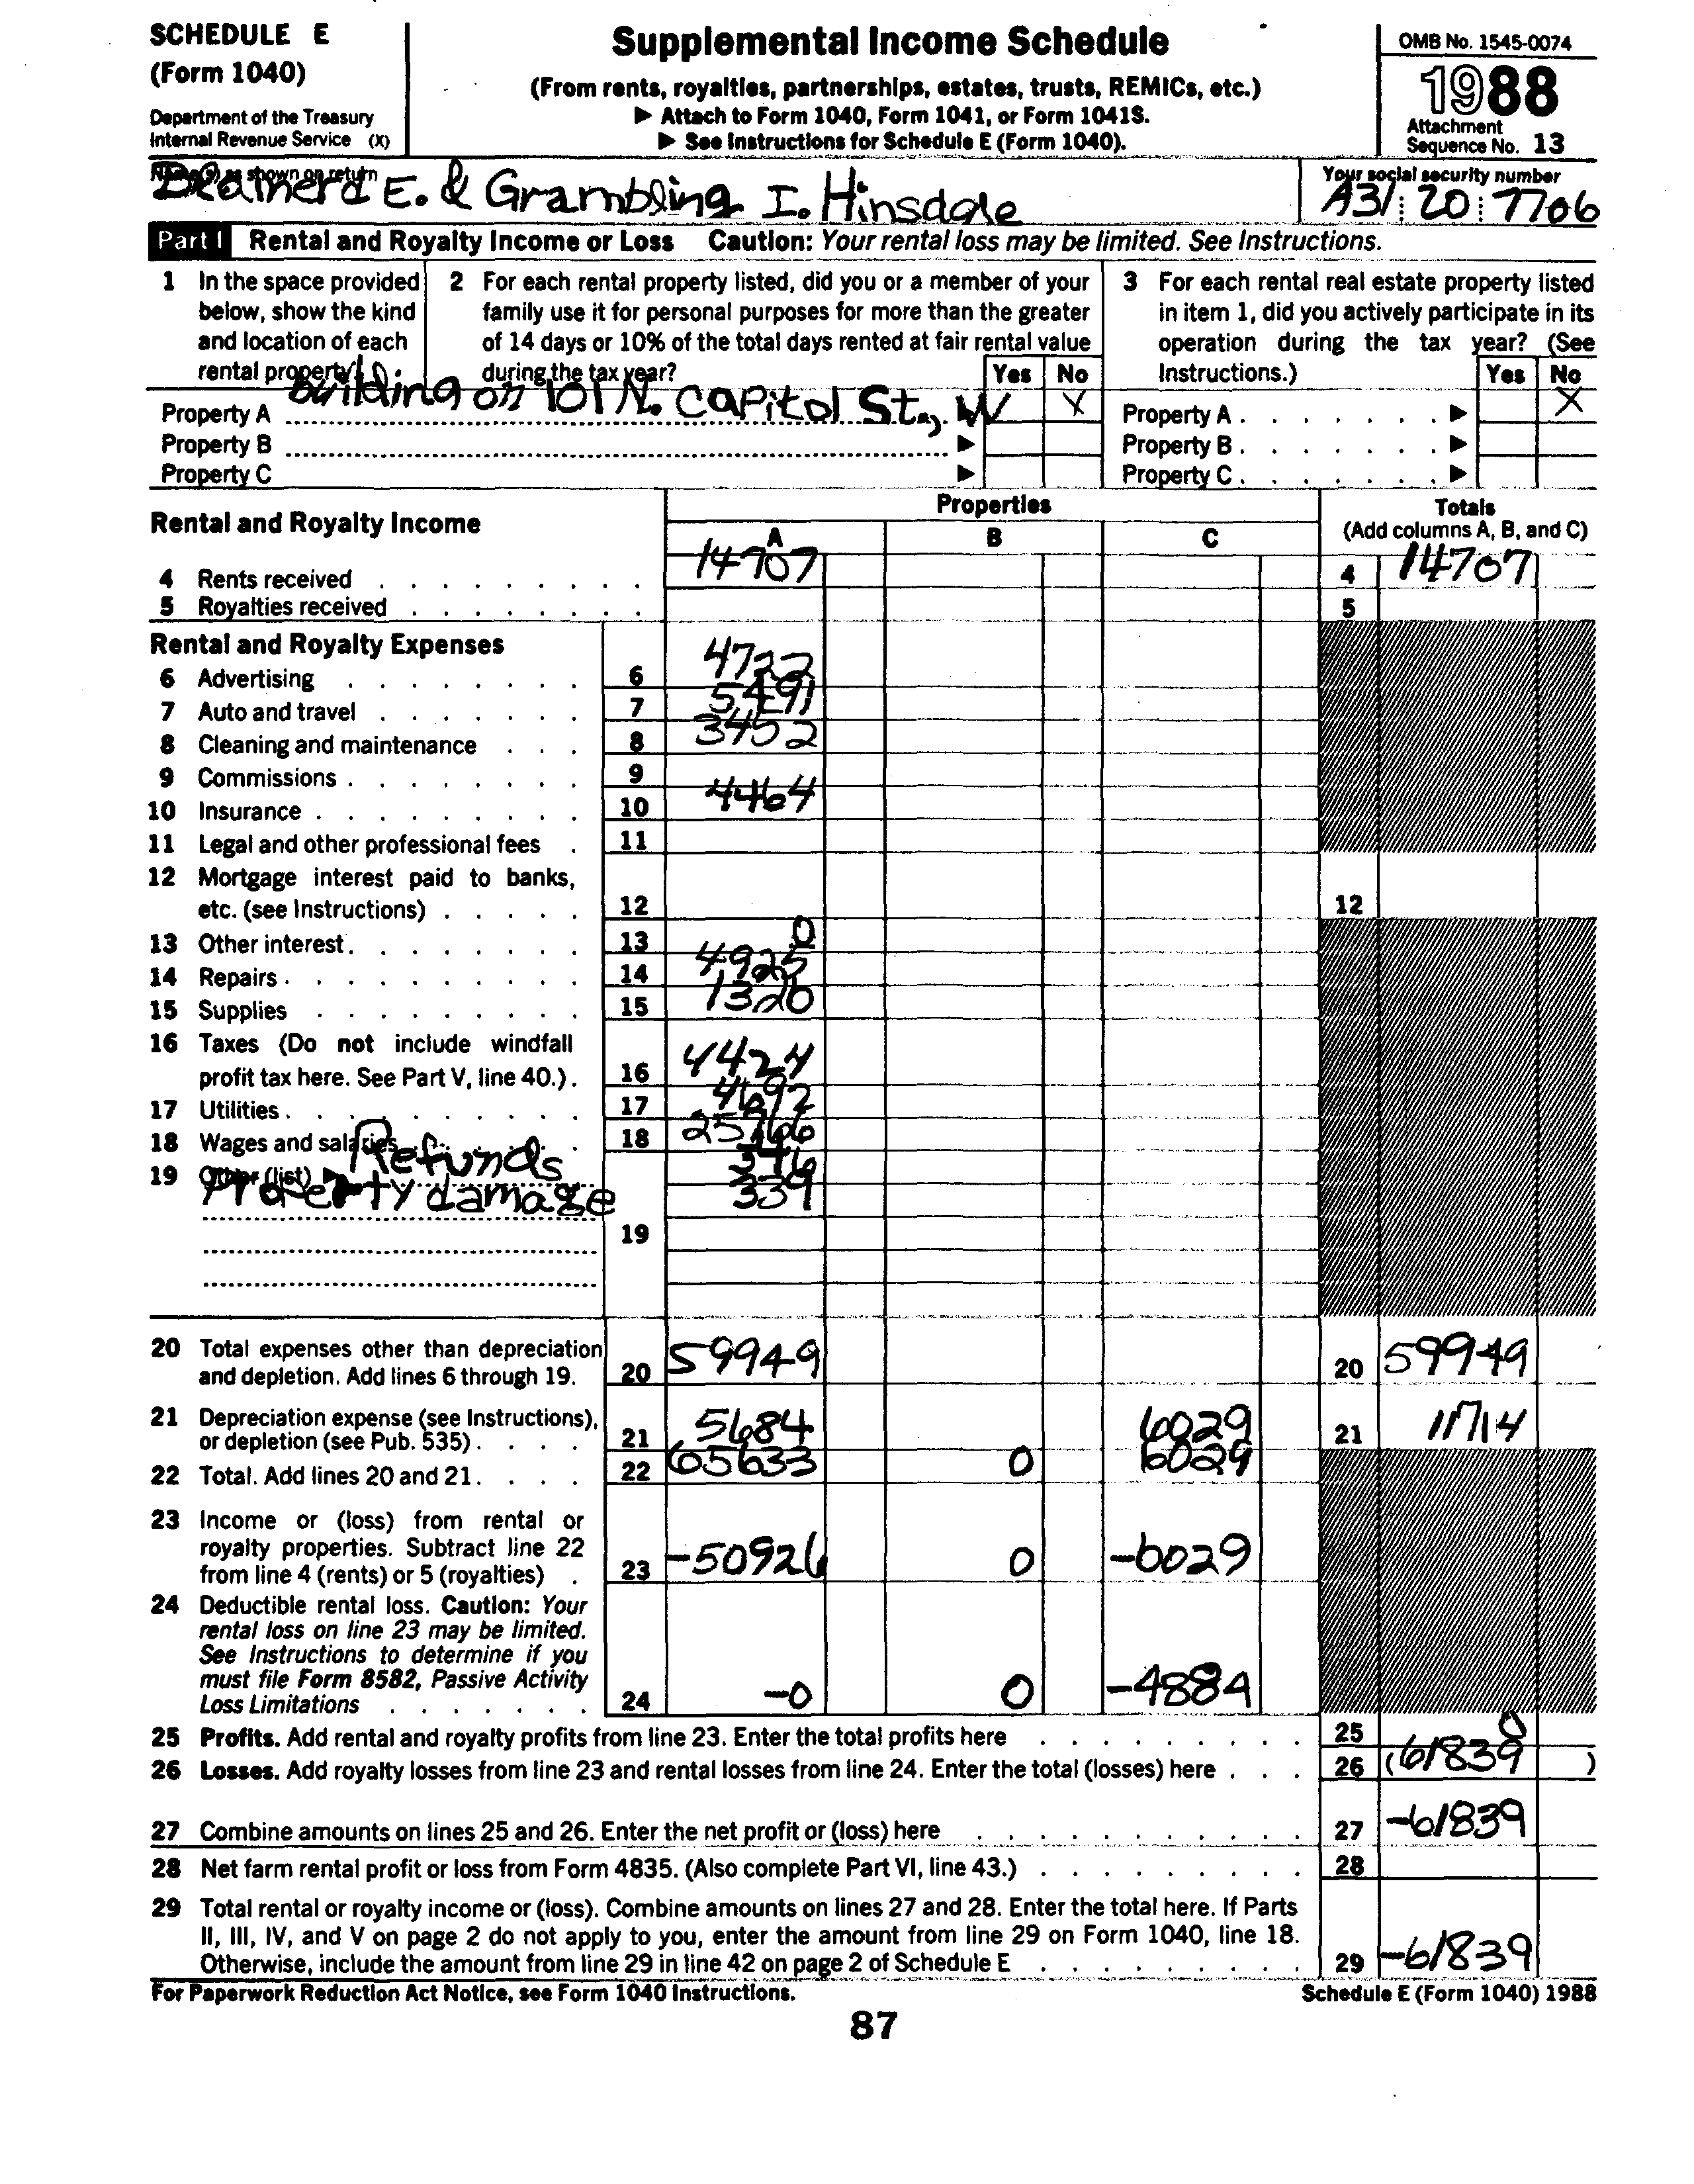 SCHEDULE E
(Form 1040)
Department of the Treasury
Internal Revenue Service (X)
Supplemental Income Schedule
(From rents, royalties, partnerships, estates, trusts, REMICs, etc.)
▶ Attach to Form 1040, Form 1041, or Form 1041S.
▶ See Instructions for Schedule E (Form 1040).
OMB No. 1545-0074
1988
Attachment
Sequence No. 13
Name(s) as shown on return
E. & Grambling I. Hinsdale
Your social security number
A31 20 7706
Part I Rental and Royalty Income or Loss Caution: Your rental loss may be limited. See Instructions.
1 In the space provided below, show the kind and location of each rental property
2 For each rental property listed, did you or a member of your family use it for personal purposes for more than the greater of 14 days or 10% of the total days rented at fair rental value during the tax year?
Yes No
3 For each rental real estate property listed in item 1, did you actively participate in its operation during the tax year? (See Instructions.)
Yes No
Property A building on 101 N. Capitol St., W X
Property A . . . . . . . ▶ X
Property B ▶
Property B . . . . . . . ▶
Property C ▶
Property C . . . . . . . ▶
Rental and Royalty Income
Properties
A B C
Totals
(Add columns A, B, and C)
4 Rents received 14707 4 14707
5 Royalties received 5
Rental and Royalty Expenses
6 Advertising 6 4722
7 Auto and travel 7 5491
8 Cleaning and maintenance 8 3452
9 Commissions 9
10 Insurance 10 4464
11 Legal and other professional fees 11
12 Mortgage interest paid to banks,
etc. (see Instructions) 12 12
13 Other interest 13 0
14 Repairs 14 4925
15 Supplies 15 1326
16 Taxes (Do not include windfall
profit tax here. See Part V, line 40.) 16 4424
17 Utilities 17 4692
18 Wages and salaries 18 25766
19 Other (list) ▶ Refunds 346
Property damage 339
19
20 Total expenses other than depreciation
and depletion. Add lines 6 through 19. 20 59949 20 59949
21 Depreciation expense (see Instructions),
or depletion (see Pub. 535) 21 5684 6029 21 11714
22 Total. Add lines 20 and 21 22 65633 0 6029
23 Income or (loss) from rental or
royalty properties. Subtract line 22
from line 4 (rents) or 5 (royalties) 23 -50926 0 -6029
24 Deductible rental loss. Caution: Your
rental loss on line 23 may be limited.
See Instructions to determine if you
must file Form 8582, Passive Activity
Loss Limitations 24 -0 0 -4884
25 Profits. Add rental and royalty profits from line 23. Enter the total profits here 25 0
26 Losses. Add royalty losses from line 23 and rental losses from line 24. Enter the total (losses) here 26 (61839 )
27 Combine amounts on lines 25 and 26. Enter the net profit or (loss) here 27 -61839
28 Net farm rental profit or loss from Form 4835. (Also complete Part VI, line 43.) 28
29 Total rental or royalty income or (loss). Combine amounts on lines 27 and 28. Enter the total here. If Parts
II, III, IV, and V on page 2 do not apply to you, enter the amount from line 29 on Form 1040, line 18.
Otherwise, include the amount from line 29 in line 42 on page 2 of Schedule E 29 -61839
For Paperwork Reduction Act Notice, see Form 1040 Instructions.
Schedule E (Form 1040) 1988
87